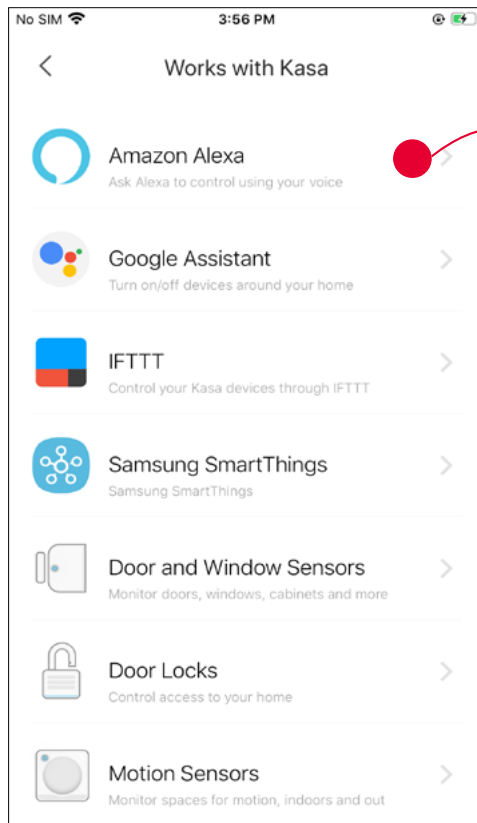 No SIM 3:56 PM
Works with Kasa
Amazon Alexa
Ask Alexa to control using your voice
Google Assistant
Turn on/off devices around your home
IFTTT
Control your Kasa devices through IFTTT
Samsung SmartThings
Samsung SmartThings
Door and Window Sensors
Monitor doors, windows, cabinets and more
Door Locks
Control access to your home
Motion Sensors
Monitor spaces for motion, indoors and out